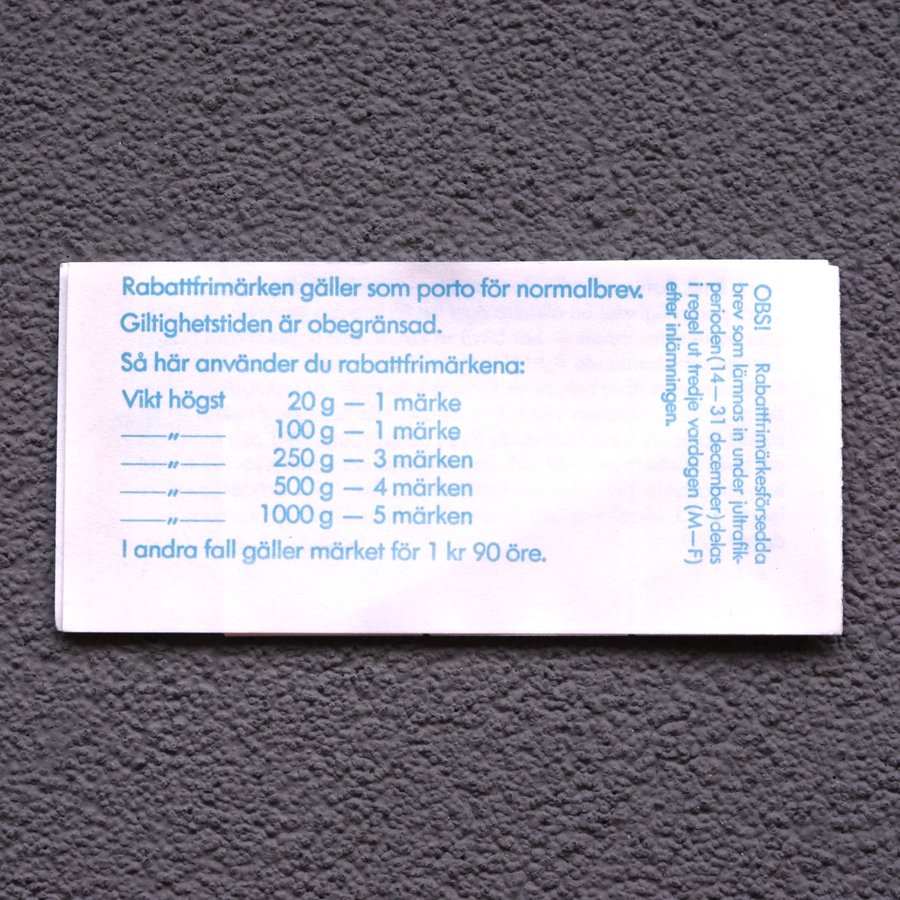 Rabattfrimärken gäller som porto för normalbrev.
Giltighetstiden är obegränsad.
Så här använder du rabattfrimärkena:
Vikt högst 20 g — 1 märke
—„— 100 g — 1 märke
—„— 250 g — 3 märken
—„— 500 g — 4 märken
—„— 1000 g — 5 märken
I andra fall gäller märket för 1 kr 90 öre.
OBS! Rabattfrimärkesförsedda
brev som lämnas in under jultrafik-
perioden (14—31 december) delas
i regel ut tredje vardagen (M—F)
efter inlämningen.